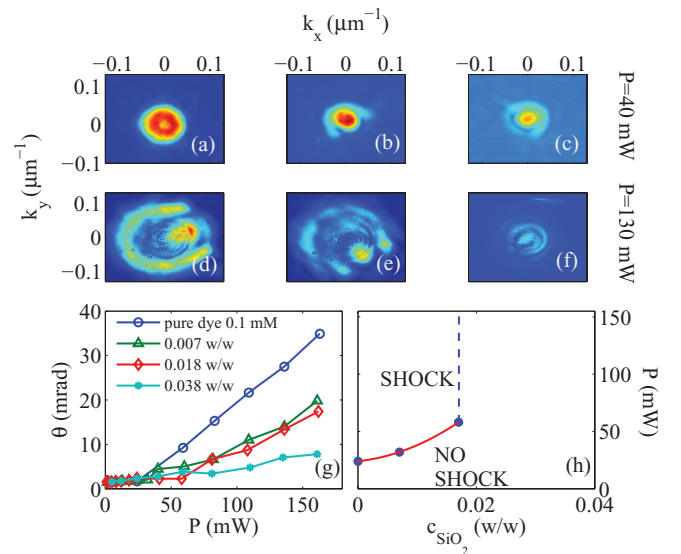 k_x (μm⁻¹)
−0.1 0 0.1 −0.1 0 0.1 −0.1 0 0.1
0.1
0
−0.1
(a) (b) (c)
P=40 mW
k_y (μm⁻¹)
0.1
0
−0.1
(d) (e) (f)
P=130 mW
40
30
20
10
0
θ (mrad)
pure dye 0.1 mM
0.007 w/w
0.018 w/w
0.038 w/w
(g)
0 50 100 150
P (mW)
SHOCK
NO
SHOCK
(h)
150
100
50
0
P (mW)
0 0.02 0.04
c_SiO₂ (w/w)